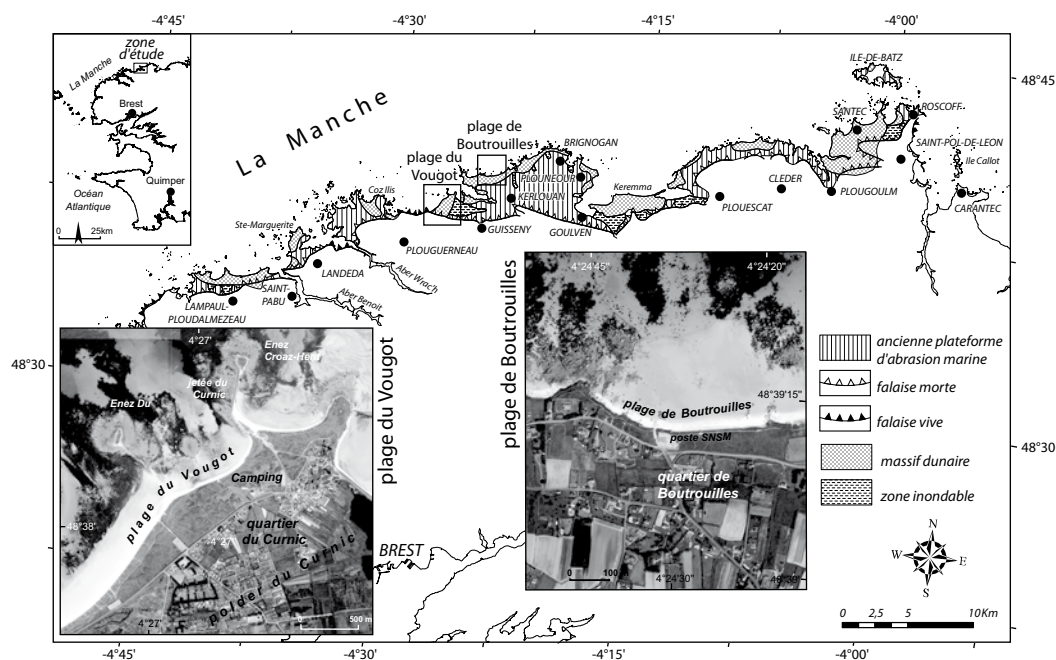 -4°45'
-4°30'
-4°15'
-4°00'
zone
d'étude
La Manche
Brest
Quimper
Océan
Atlantique
0
25km
La Manche
ILE-DE-BATZ
48°45'
SANTEC
ROSCOFF
SAINT-POL-DE-LEON
Ile Callot
CARANTEC
plage de
Boutrouilles
BRIGNOGAN
plage du
Vougot
PLOUNEOUR
KERLOUAN
Keremma
CLEDER
PLOUGOULM
PLOUESCAT
Coz Ilis
GUISSENY
GOULVEN
Ste-Marguerite
PLOUGUERNEAU
LANDEDA
Aber Wrach
Aber Benoit
SAINT-
PABU
LAMPAUL-
PLOUDALMEZEAU
48°30'
4°27'
Enez
Croaz-Hent
jetée du
Curnic
Enez Du
plage du Vougot
Camping
48°38'
quartier
du Curnic
4°27'
polder du Curnic
4°27'
0
500 m
plage du Vougot
BREST
plage de Boutrouilles
4°24'45"
4°24'20"
48°39'15"
plage de Boutrouilles
poste SNSM
quartier de
Boutrouilles
0
100 m
4°24'30"
48°39'
ancienne plateforme
d'abrasion marine
falaise morte
falaise vive
48°30'
massif dunaire
zone inondable
N
W
E
S
0
2,5
5
10Km
-4°45'
-4°30'
-4°15'
-4°00'